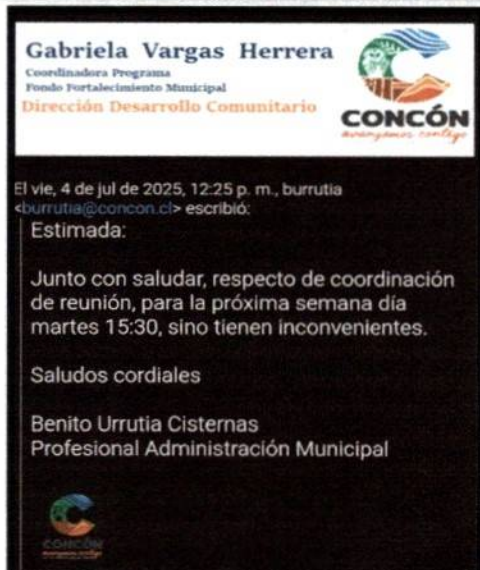 Gabriela Vargas Herrera
Coordinadora Programa
Fondo Fortalecimiento Municipal
Dirección Desarrollo Comunitario
CONCÓN
avanzamos contigo
El vie, 4 de jul de 2025, 12:25 p. m., burrutia
<burrutia@concon.cl> escribió:
Estimada:
Junto con saludar, respecto de coordinación
de reunión, para la próxima semana día
martes 15:30, sino tienen inconvenientes.
Saludos cordiales
Benito Urrutia Cisternas
Profesional Administración Municipal
CONCÓN
avanzamos contigo